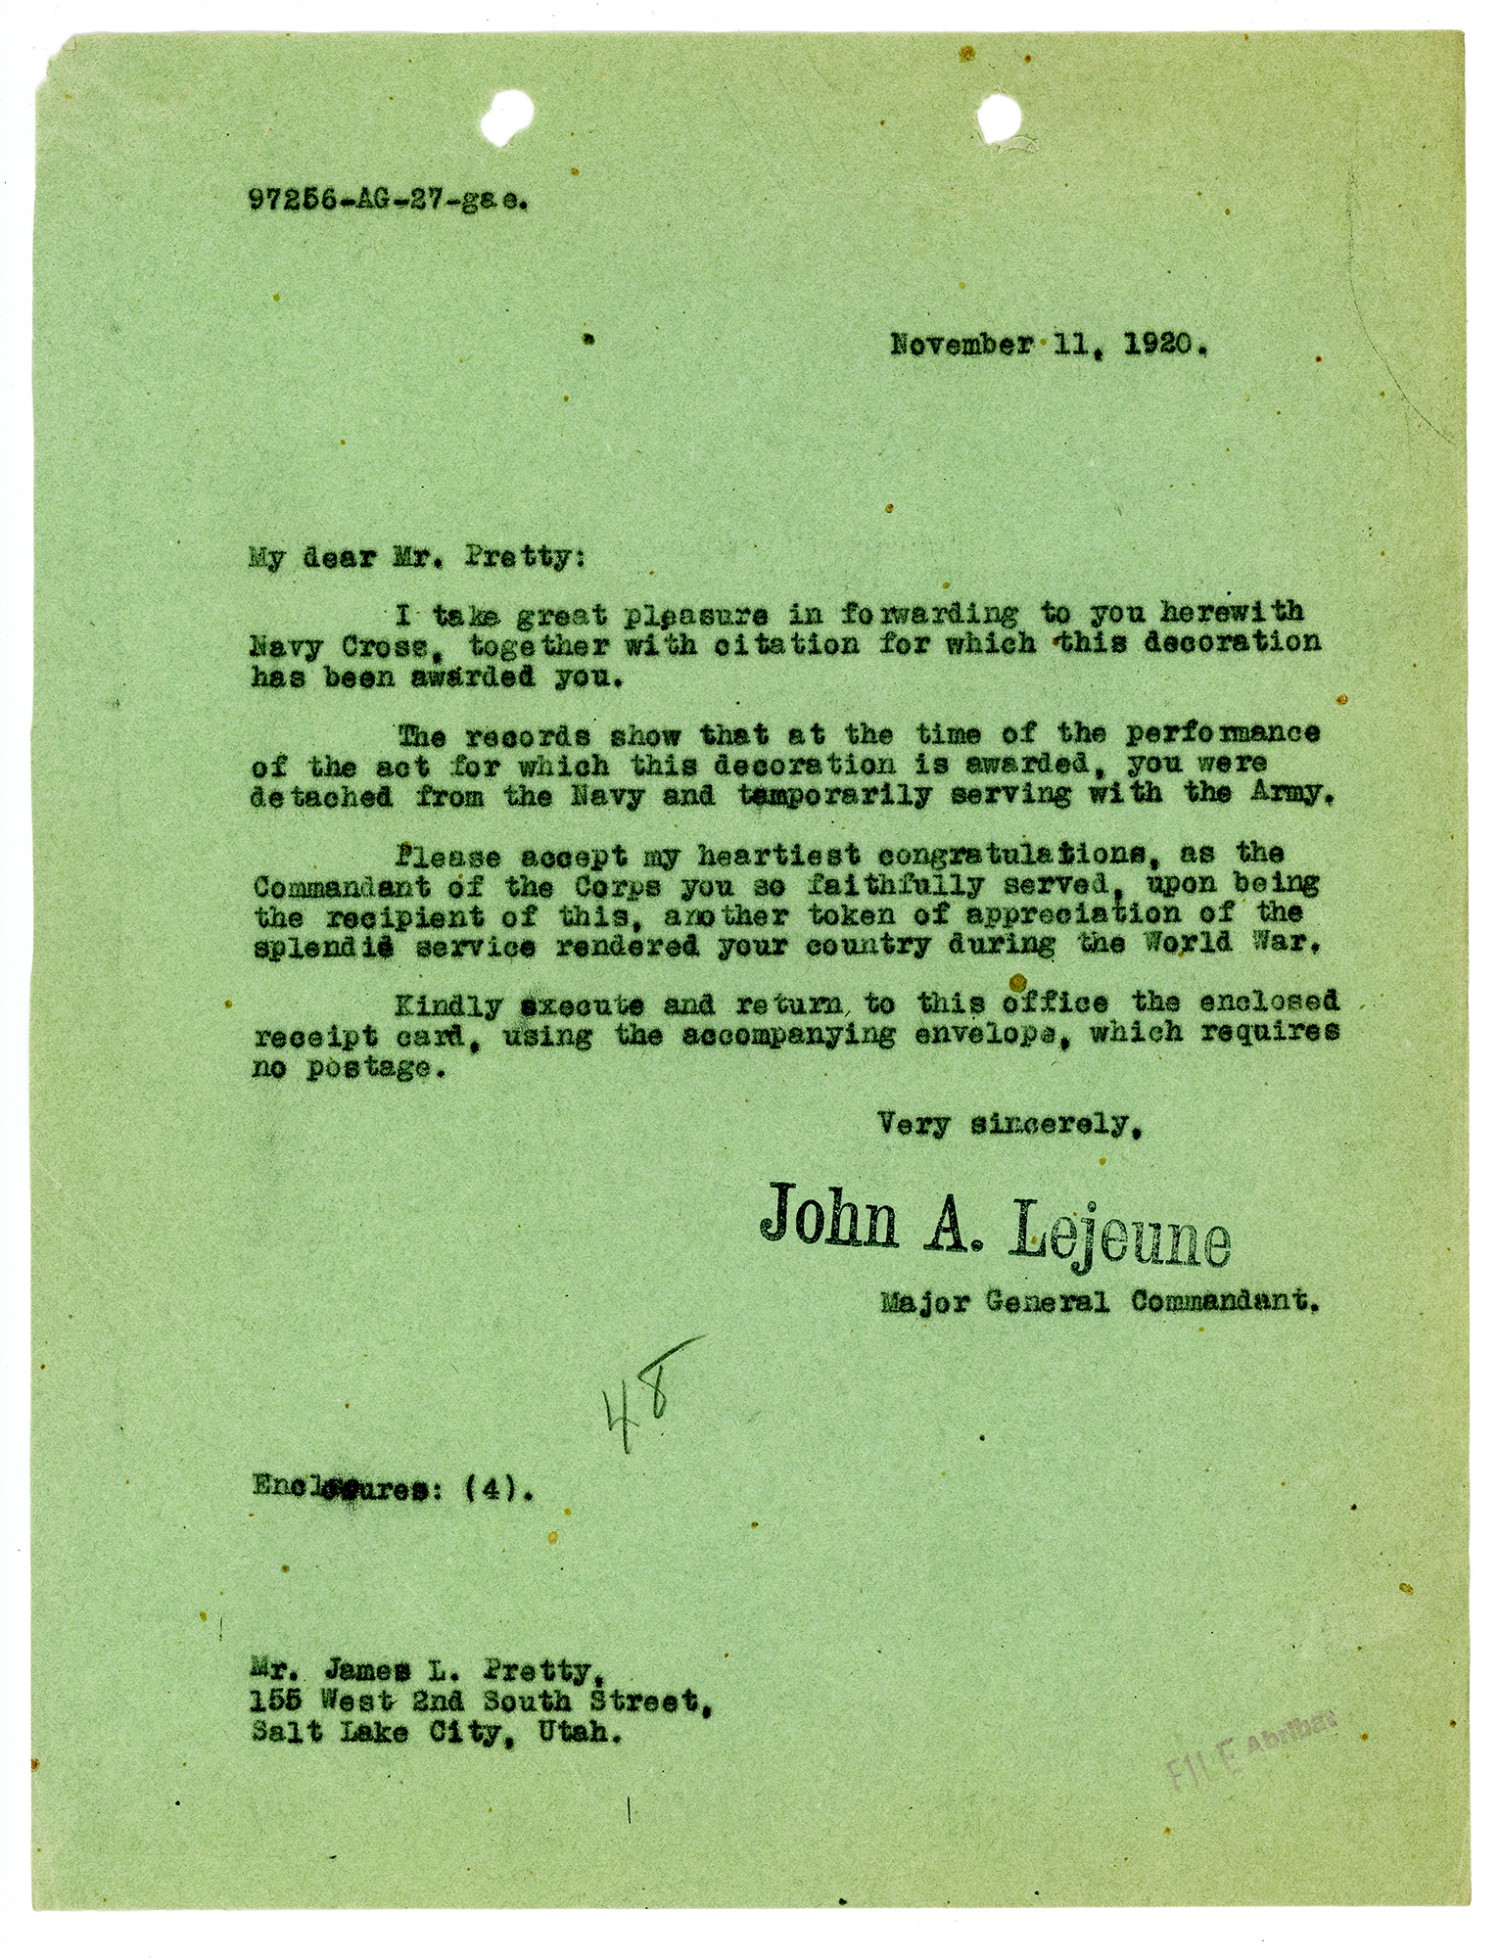 97256-AG-27-gae.
November 11, 1920.
My dear Mr. Pretty:
I take great pleasure in forwarding to you herewith
Navy Cross, together with citation for which this decoration
has been awarded you.
The records show that at the time of the performance
of the act for which this decoration is awarded, you were
detached from the Navy and temporarily serving with the Army.
Please accept my heartiest congratulations, as the
Commandant of the Corps you so faithfully served, upon being
the recipient of this, another token of appreciation of the
splendid service rendered your country during the World War.
Kindly execute and return to this office the enclosed
receipt card, using the accompanying envelope, which requires
no postage.
Very sincerely,
John A. Lejeune
Major General Commandant.
48
Enclosures: (4).
Mr. James L. Pretty,
155 West 2nd South Street,
Salt Lake City, Utah.
FILE